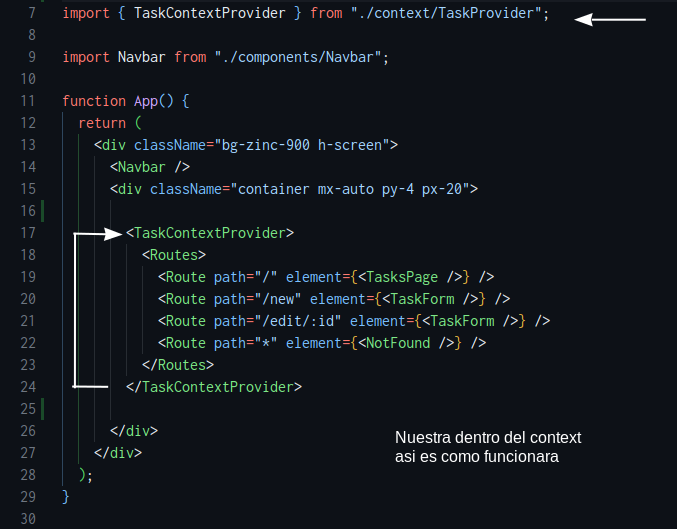 7 import { TaskContextProvider } from "./context/TaskProvider";
8
9 import Navbar from "./components/Navbar";
10
11 function App() {
12 return (
13 <div className="bg-zinc-900 h-screen">
14 <Navbar />
15 <div className="container mx-auto py-4 px-20">
16
17 <TaskContextProvider>
18 <Routes>
19 <Route path="/" element={<TasksPage />} />
20 <Route path="/new" element={<TaskForm />} />
21 <Route path="/edit/:id" element={<TaskForm />} />
22 <Route path="*" element={<NotFound />} />
23 </Routes>
24 </TaskContextProvider>
25
26 </div>
27 </div>
28 );
29 }
30
Nuestra dentro del context
asi es como funcionara